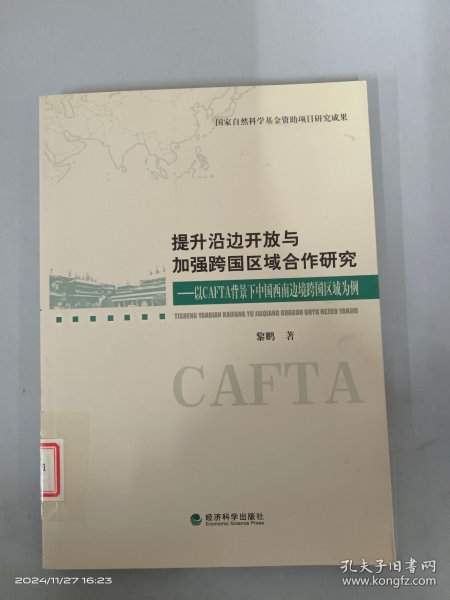 国家自然科学基金资助项目研究成果
提升沿边开放与
加强跨国区域合作研究
——以CAFTA背景下中国西南边境跨国区域为例
TISHENG YANBIAN KAIFANG YU JIAQIANG KUAGUO QUYU HEZUO YANJIU
黎鹏 著
CAFTA
1
经济科学出版社
Economic Science Press
2024/11/27 16:23
孔夫子旧书网
www.kongfz.com